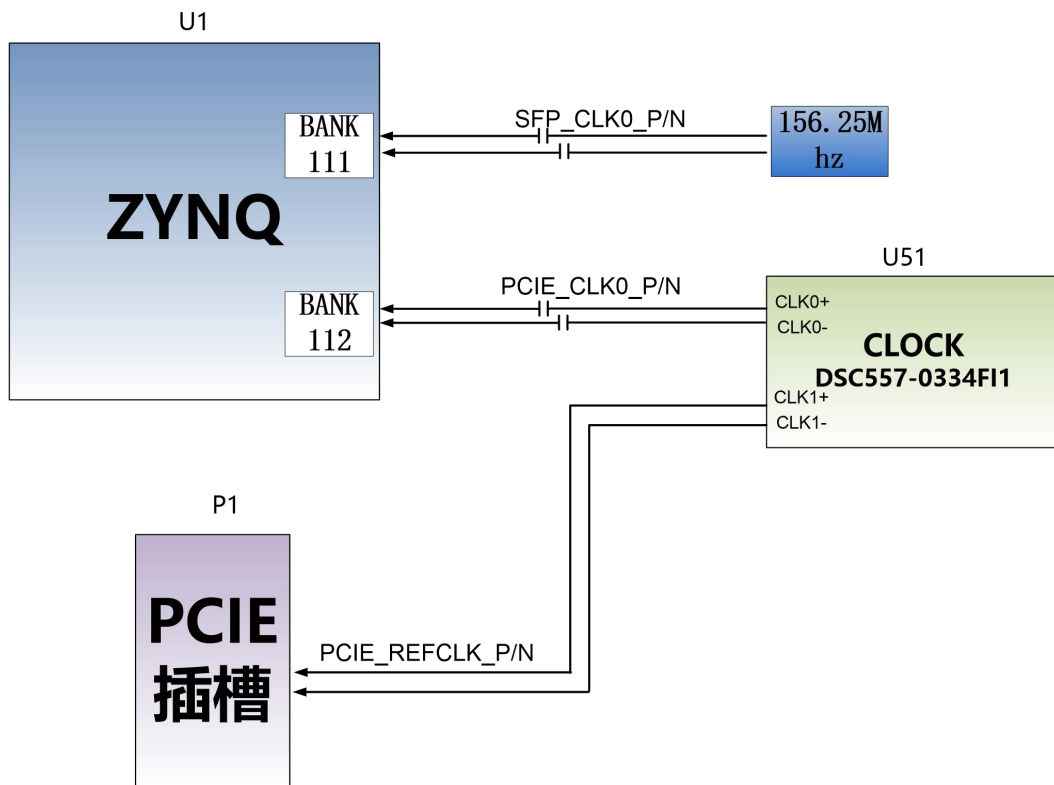 U1
BANK
111
ZYNQ
BANK
112
SFP_CLK0_P/N
156.25M
hz
PCIE_CLK0_P/N
U51
CLK0+
CLK0-
CLOCK
DSC557-0334FI1
CLK1+
CLK1-
P1
PCIE
插槽
PCIE_REFCLK_P/N